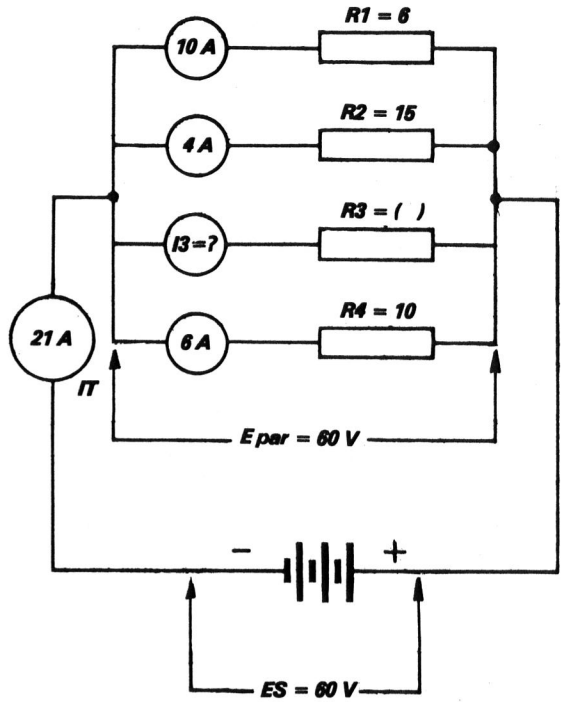 R1 = 6
10 A
R2 = 15
4 A
R3 = ( )
I3=?
R4 = 10
21 A
6 A
IT
E par = 60 V
− +
ES = 60 V